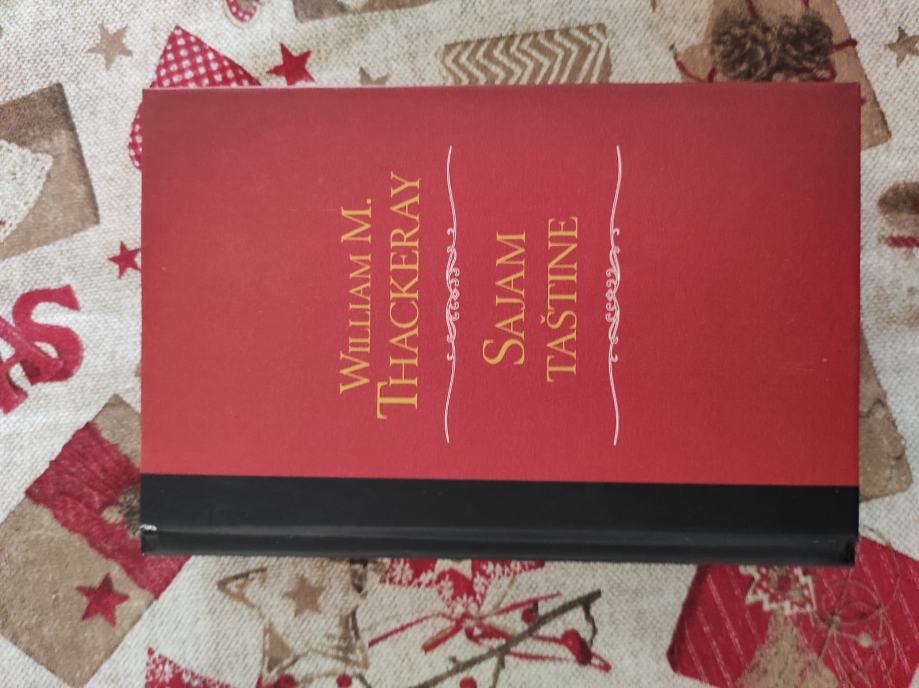 WILLIAM M.
THACKERAY
SAJAM
TAŠTINE